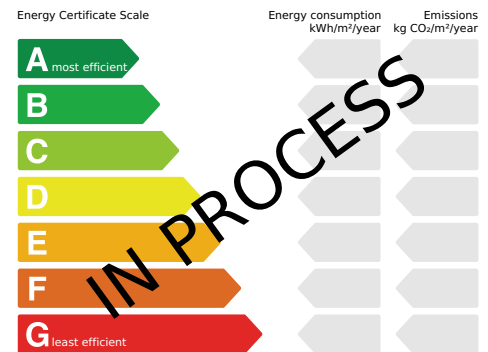 Energy Certificate Scale
Energy consumption
kWh/m²/year
Emissions
kg CO₂/m²/year
A most efficient
B
C
D
E
F
G least efficient
IN PROCESS